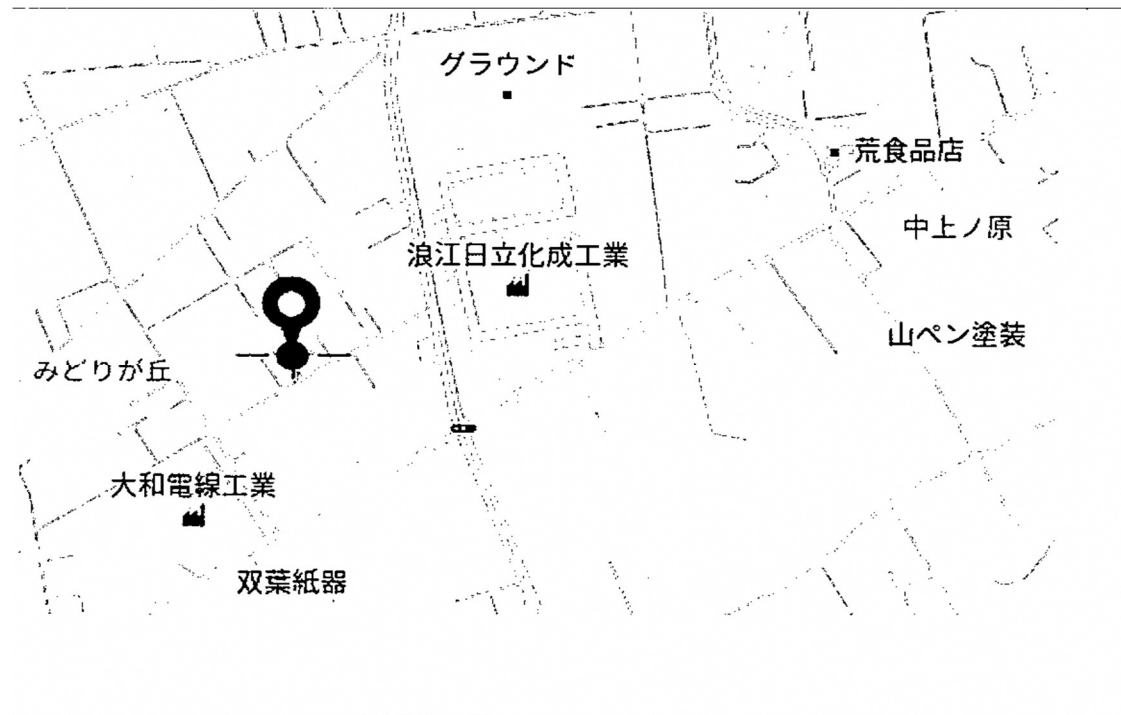 グラウンド
荒食品店
中上ノ原
浪江日立化成工業
山ペン塗装
みどりが丘
大和電線工業
双葉紙器